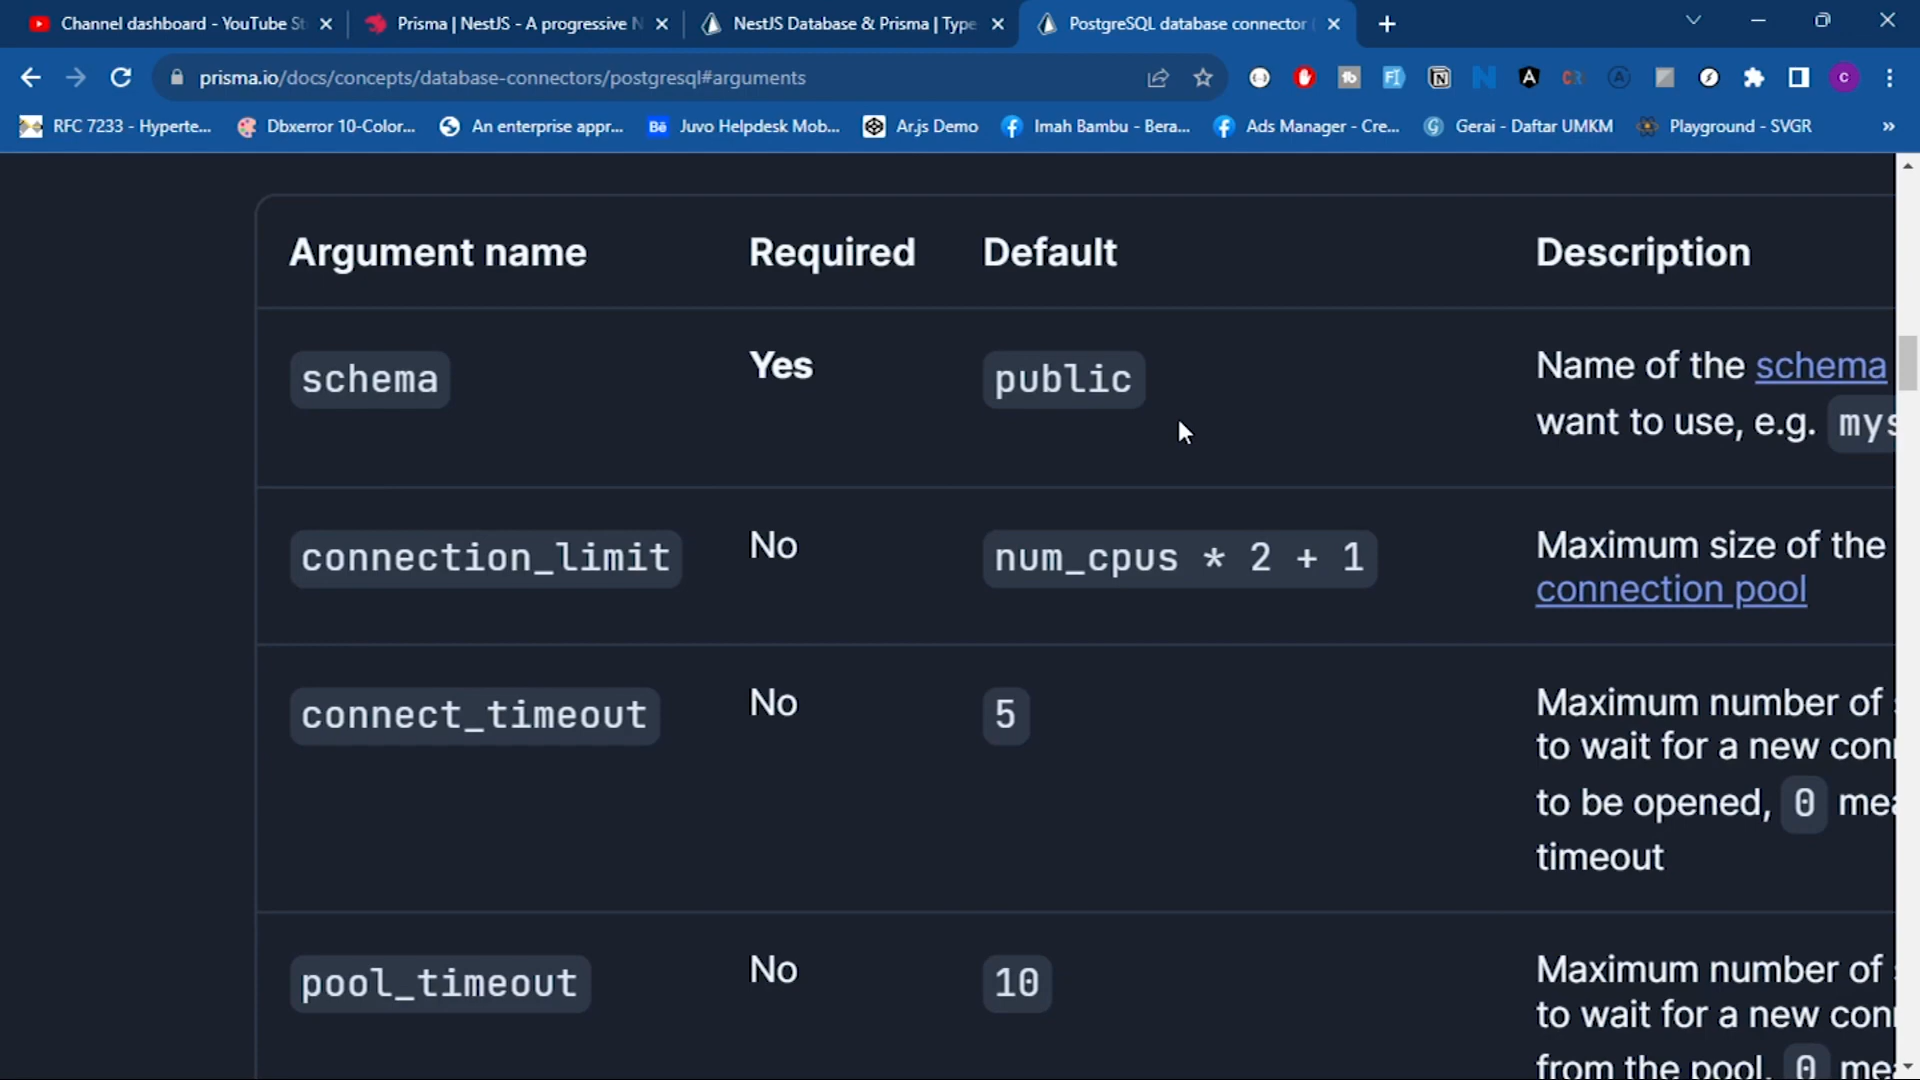 Channel dashboard - YouTube St
Prisma | NestJS - A progressive N
NestJS Database & Prisma | Type
PostgreSQL database connector (
prisma.io/docs/concepts/database-connectors/postgresql#arguments
RFC 7233 - Hyperte...
Dbxerror 10-Color...
An enterprise appr...
Juvo Helpdesk Mob...
Ar.js Demo
Imah Bambu - Bera...
Ads Manager - Cre...
Gerai - Daftar UMKM
Playground - SVGR
Argument name Required Default Description
schema Yes public Name of the schema
want to use, e.g. mys
connection_limit No num_cpus * 2 + 1 Maximum size of the
connection pool
connect_timeout No 5 Maximum number of
to wait for a new con
to be opened, 0 mea
timeout
pool_timeout No 10 Maximum number of
to wait for a new con
from the pool, 0 mea